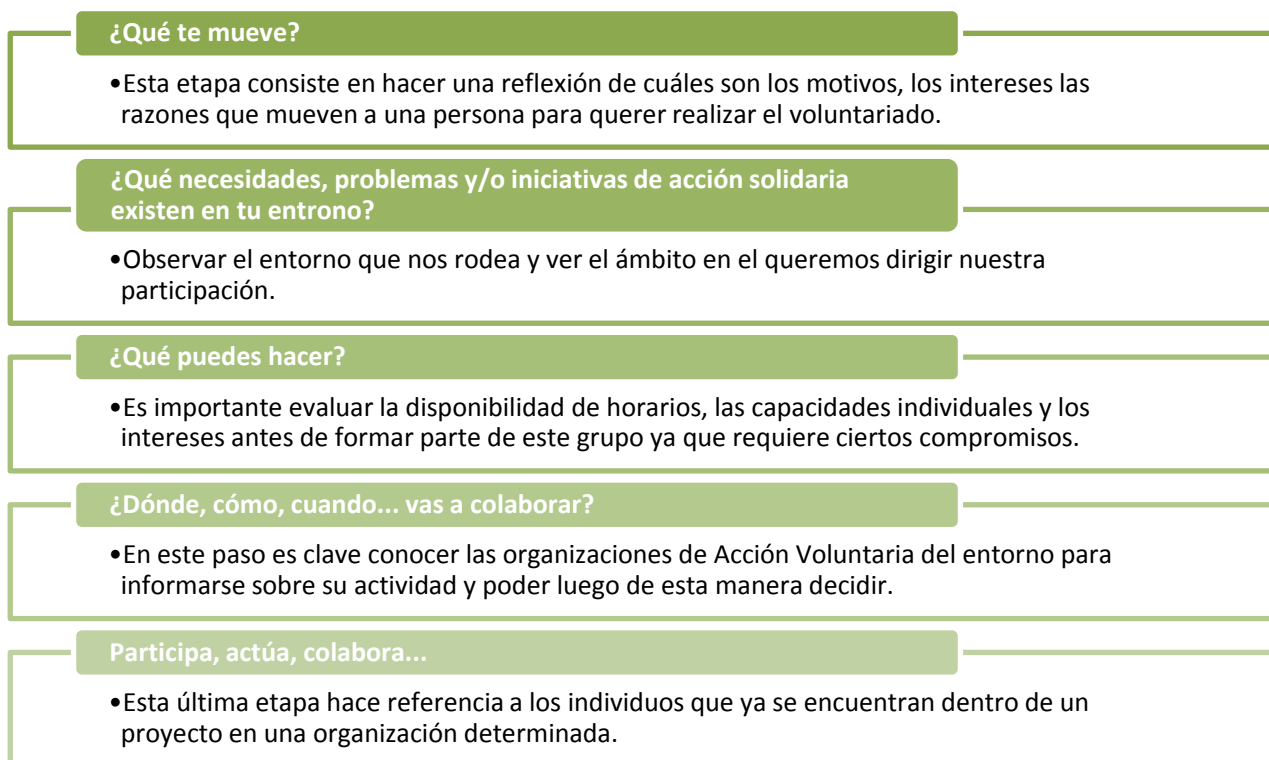 ¿Qué te mueve?
•Esta etapa consiste en hacer una reflexión de cuáles son los motivos, los intereses las
razones que mueven a una persona para querer realizar el voluntariado.
¿Qué necesidades, problemas y/o iniciativas de acción solidaria
existen en tu entrono?
•Observar el entorno que nos rodea y ver el ámbito en el queremos dirigir nuestra
participación.
¿Qué puedes hacer?
•Es importante evaluar la disponibilidad de horarios, las capacidades individuales y los
intereses antes de formar parte de este grupo ya que requiere ciertos compromisos.
¿Dónde, cómo, cuando... vas a colaborar?
•En este paso es clave conocer las organizaciones de Acción Voluntaria del entorno para
informarse sobre su actividad y poder luego de esta manera decidir.
Participa, actúa, colabora...
•Esta última etapa hace referencia a los individuos que ya se encuentran dentro de un
proyecto en una organización determinada.